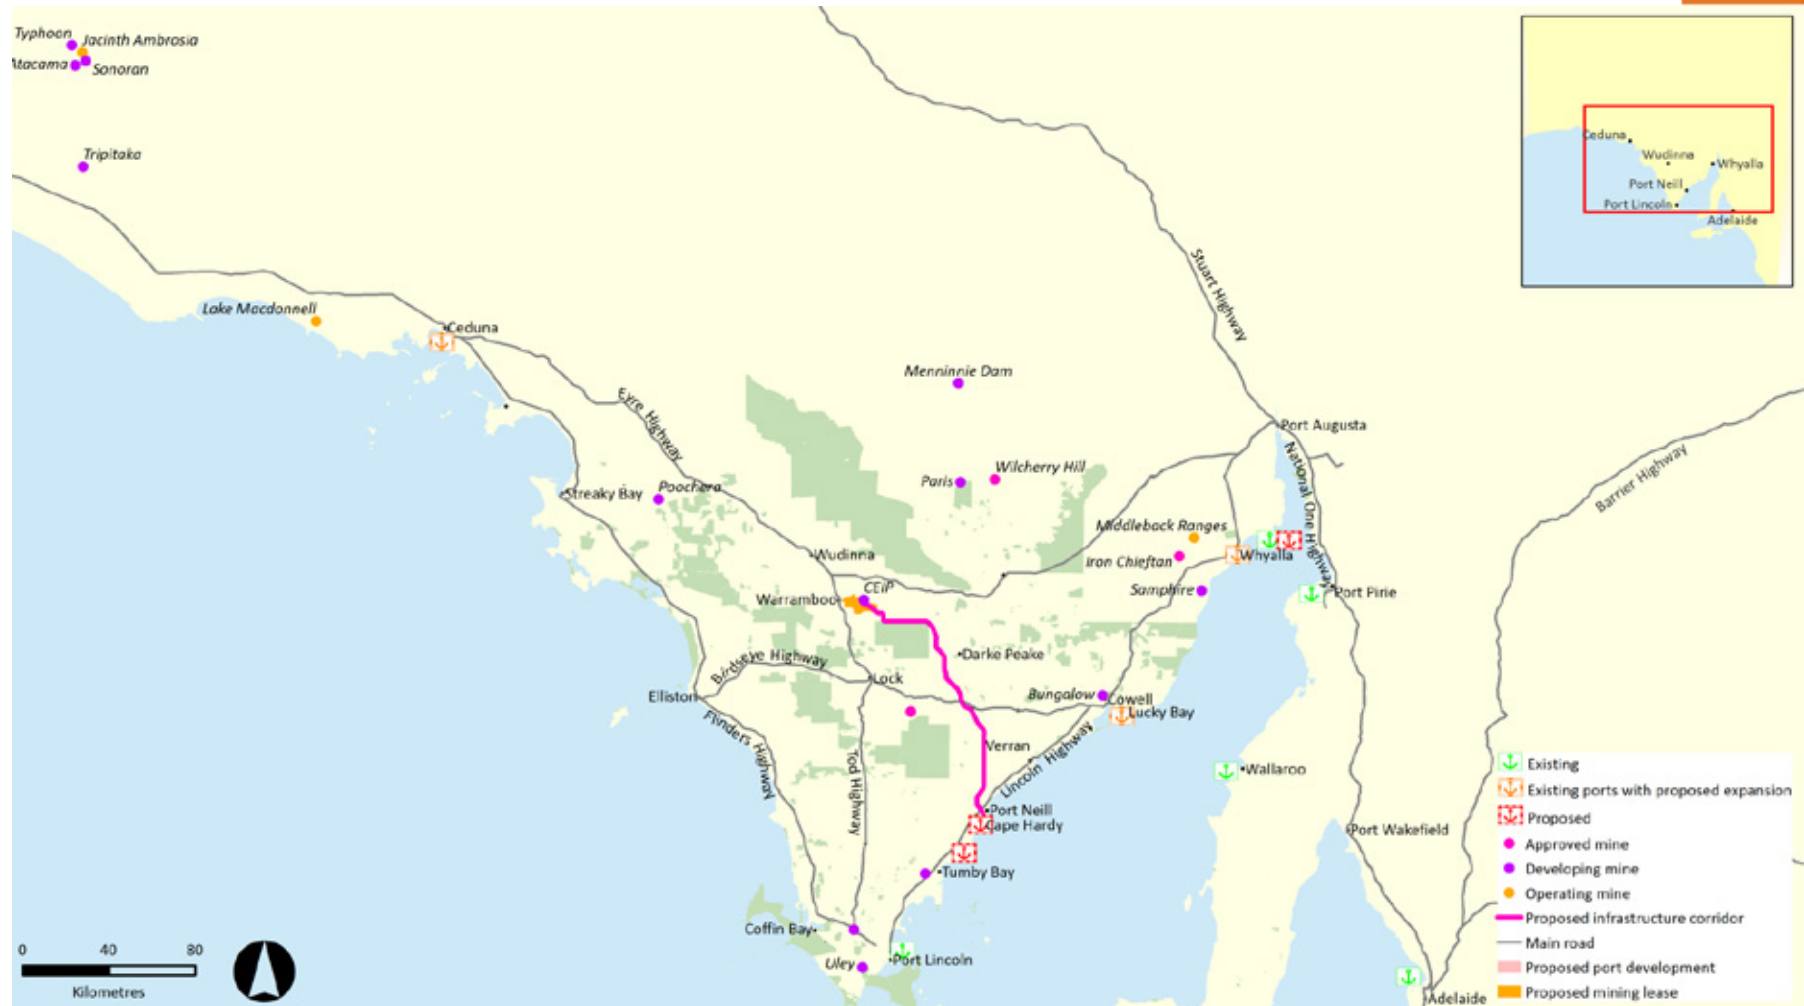 Typhoon
Jacinth Ambrosia
Atacama
Sonoran
Tripitaka
Lake Macdonnell
Ceduna
Eyre Highway
Stuart Highway
Menninnie Dam
Port Augusta
National One Highway
Barrier Highway
Streaky Bay
Poochera
Paris
Wilcherry Hill
Middleback Ranges
Iron Chieftan
Whyalla
Wudinna
Samphire
Port Pirie
Warramboo
CEIP
Darke Peake
Birdseye Highway
Lock
Elliston
Bungalow
Cowell
Lucky Bay
Flinders Highway
Tod Highway
Verran
Lincoln Highway
Wallaroo
Port Neill
Cape Hardy
Port Wakefield
Tumby Bay
Coffin Bay
Uley
Port Lincoln
Adelaide
0 40 80
Kilometres
Ceduna
Wudinna
Whyalla
Port Neill
Port Lincoln
Adelaide
Existing
Existing ports with proposed expansion
Proposed
Approved mine
Developing mine
Operating mine
Proposed infrastructure corridor
Main road
Proposed port development
Proposed mining lease